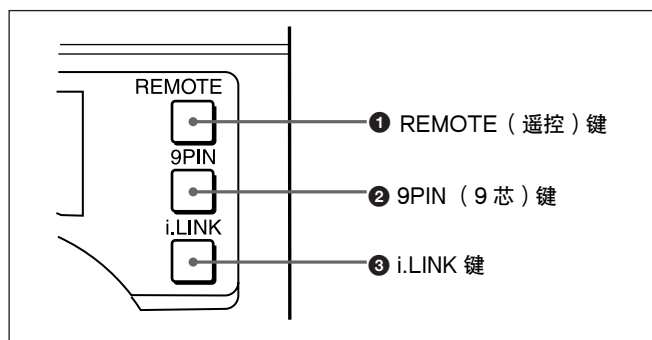 REMOTE
❶ REMOTE（遥控）键
9PIN
❷ 9PIN （9 芯）键
i.LINK
❸ i.LINK 键